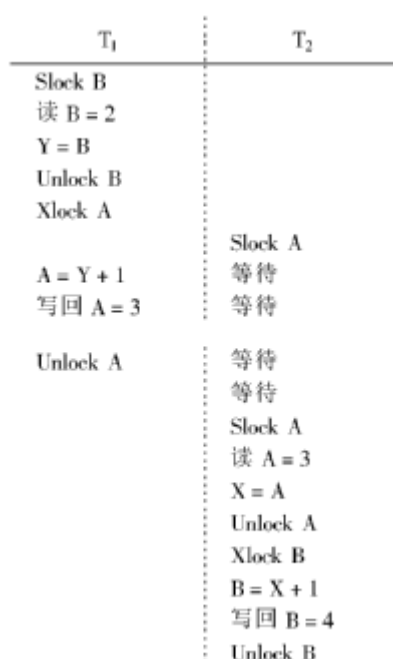 T₁ T₂
Slock B
读 B = 2
Y = B
Unlock B
Xlock A
Slock A
A = Y + 1 等待
写回 A = 3 等待
Unlock A 等待
等待
Slock A
读 A = 3
X = A
Unlock A
Xlock B
B = X + 1
写回 B = 4
Unlock B